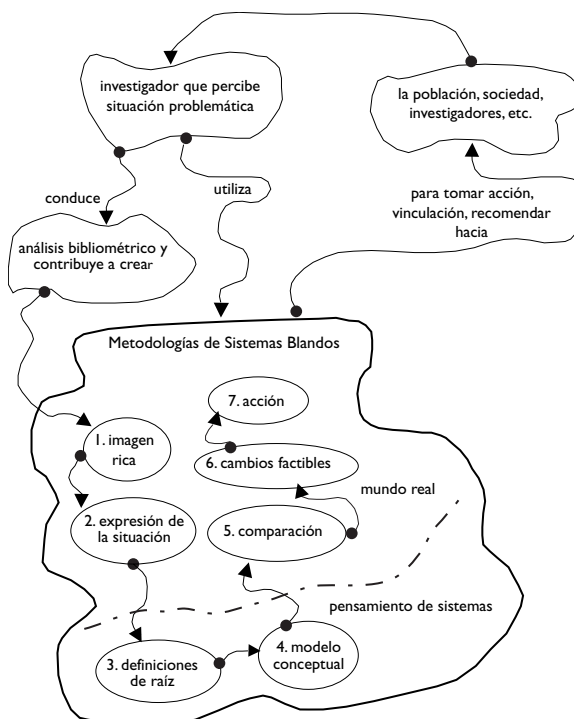 investigador que percibe
situación problemática
la población, sociedad,
investigadores, etc.
conduce
utiliza
para tomar acción,
vinculación, recomendar
hacia
análisis bibliométrico y
contribuye a crear
Metodologías de Sistemas Blandos
7. acción
1. imagen
rica
6. cambios factibles
mundo real
2. expresión de
la situación
5. comparación
pensamiento de sistemas
3. definiciones
de raíz
4. modelo
conceptual